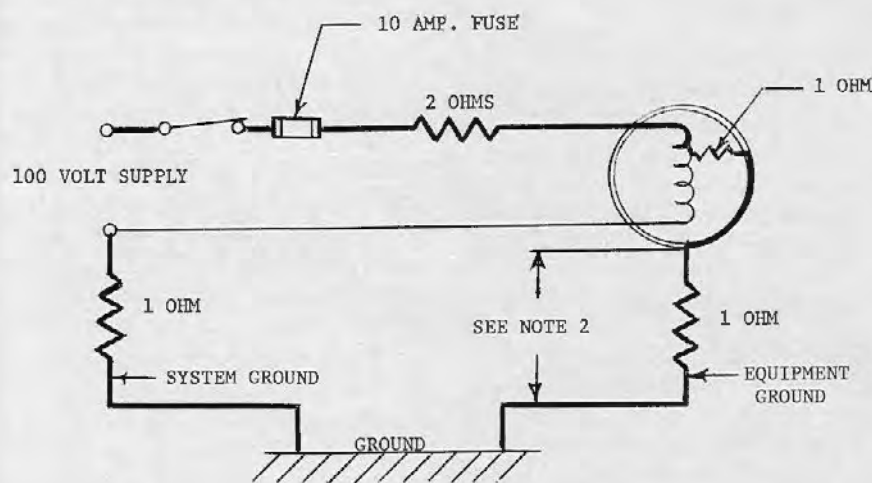 10 AMP. FUSE
2 OHMS
1 OHM
100 VOLT SUPPLY
1 OHM
SEE NOTE 2
1 OHM
SYSTEM GROUND
EQUIPMENT
GROUND
GROUND